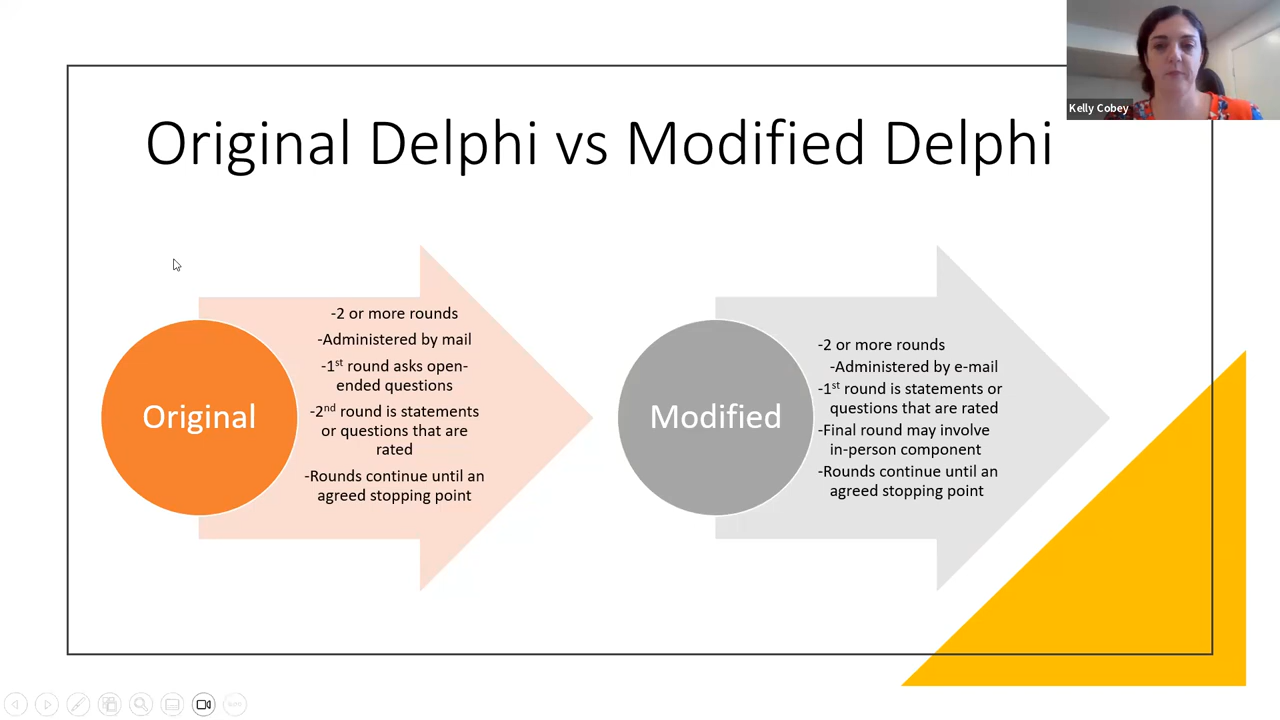 Kelly Cobey
Original Delphi vs Modified Delphi
Original
-2 or more rounds
-Administered by mail
-1st round asks open-
ended questions
-2nd round is statements
or questions that are
rated
-Rounds continue until an
agreed stopping point
Modified
-2 or more rounds
-Administered by e-mail
-1st round is statements or
questions that are rated
-Final round may involve
in-person component
-Rounds continue until an
agreed stopping point